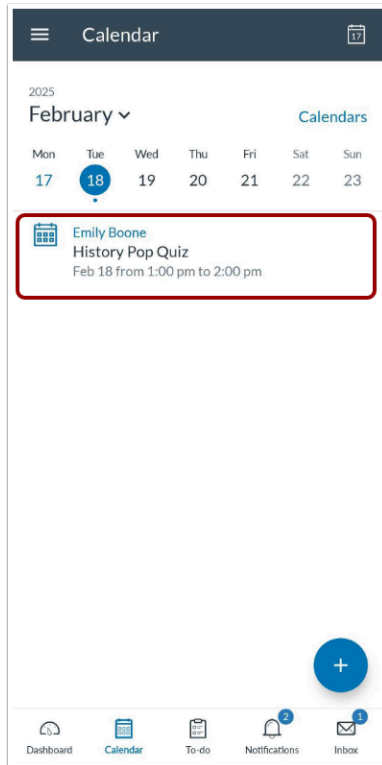 Calendar
17
2025
February
Calendars
Mon Tue Wed Thu Fri Sat Sun
17 18 19 20 21 22 23
Emily Boone
History Pop Quiz
Feb 18 from 1:00 pm to 2:00 pm
+
2 1
Dashboard Calendar To-do Notifications Inbox